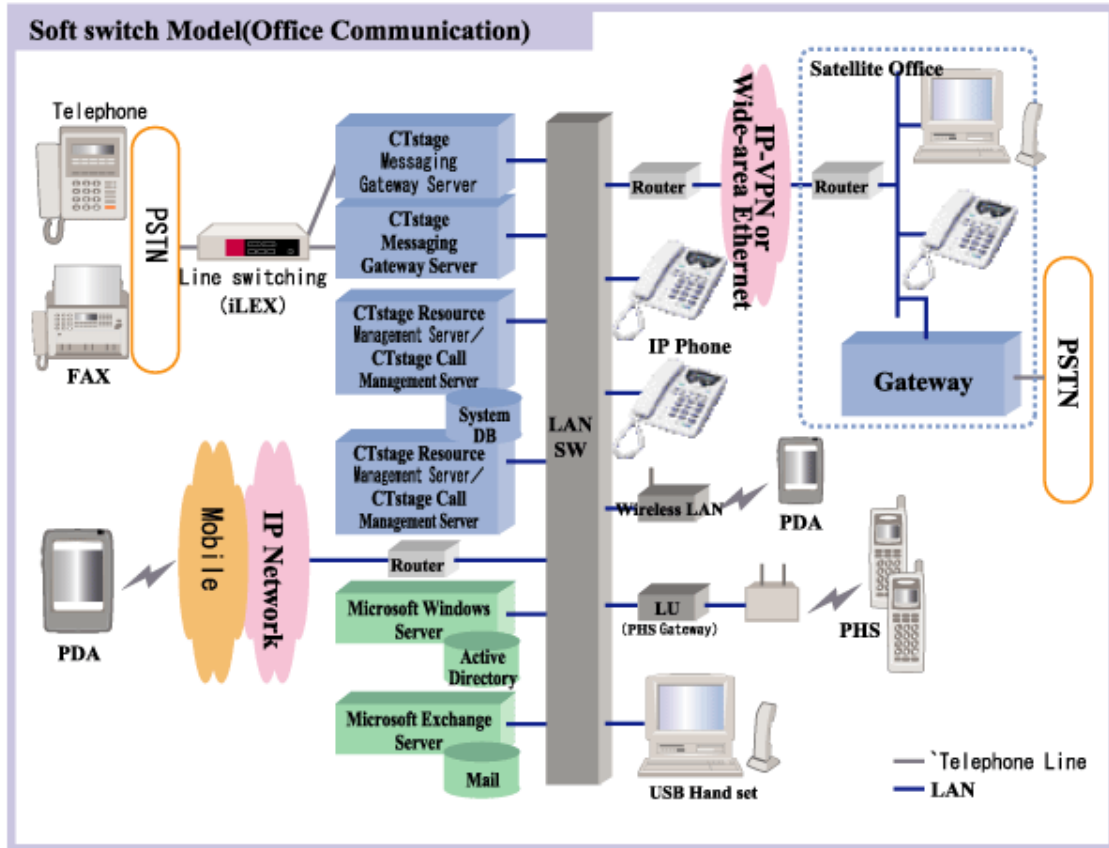 Soft switch Model(Office Communication)
Telephone
PSTN
FAX
Line switching
(iLEX)
CTstage
Messaging
Gateway Server
CTstage
Messaging
Gateway Server
CTstage Resource
Management Server／
CTstage Call
Management Server
System
DB
CTstage Resource
Management Server／
CTstage Call
Management Server
PDA
Mobile
IP Network
Router
Microsoft Windows
Server
Active
Directory
Microsoft Exchange
Server
Mail
LAN
SW
Router
IP-VPN or
Wide-area Ethernet
Satellite Office
Router
IP Phone
Gateway
PSTN
Wireless LAN
PDA
LU
(PHS Gateway)
PHS
USB Hand set
`Telephone Line
LAN